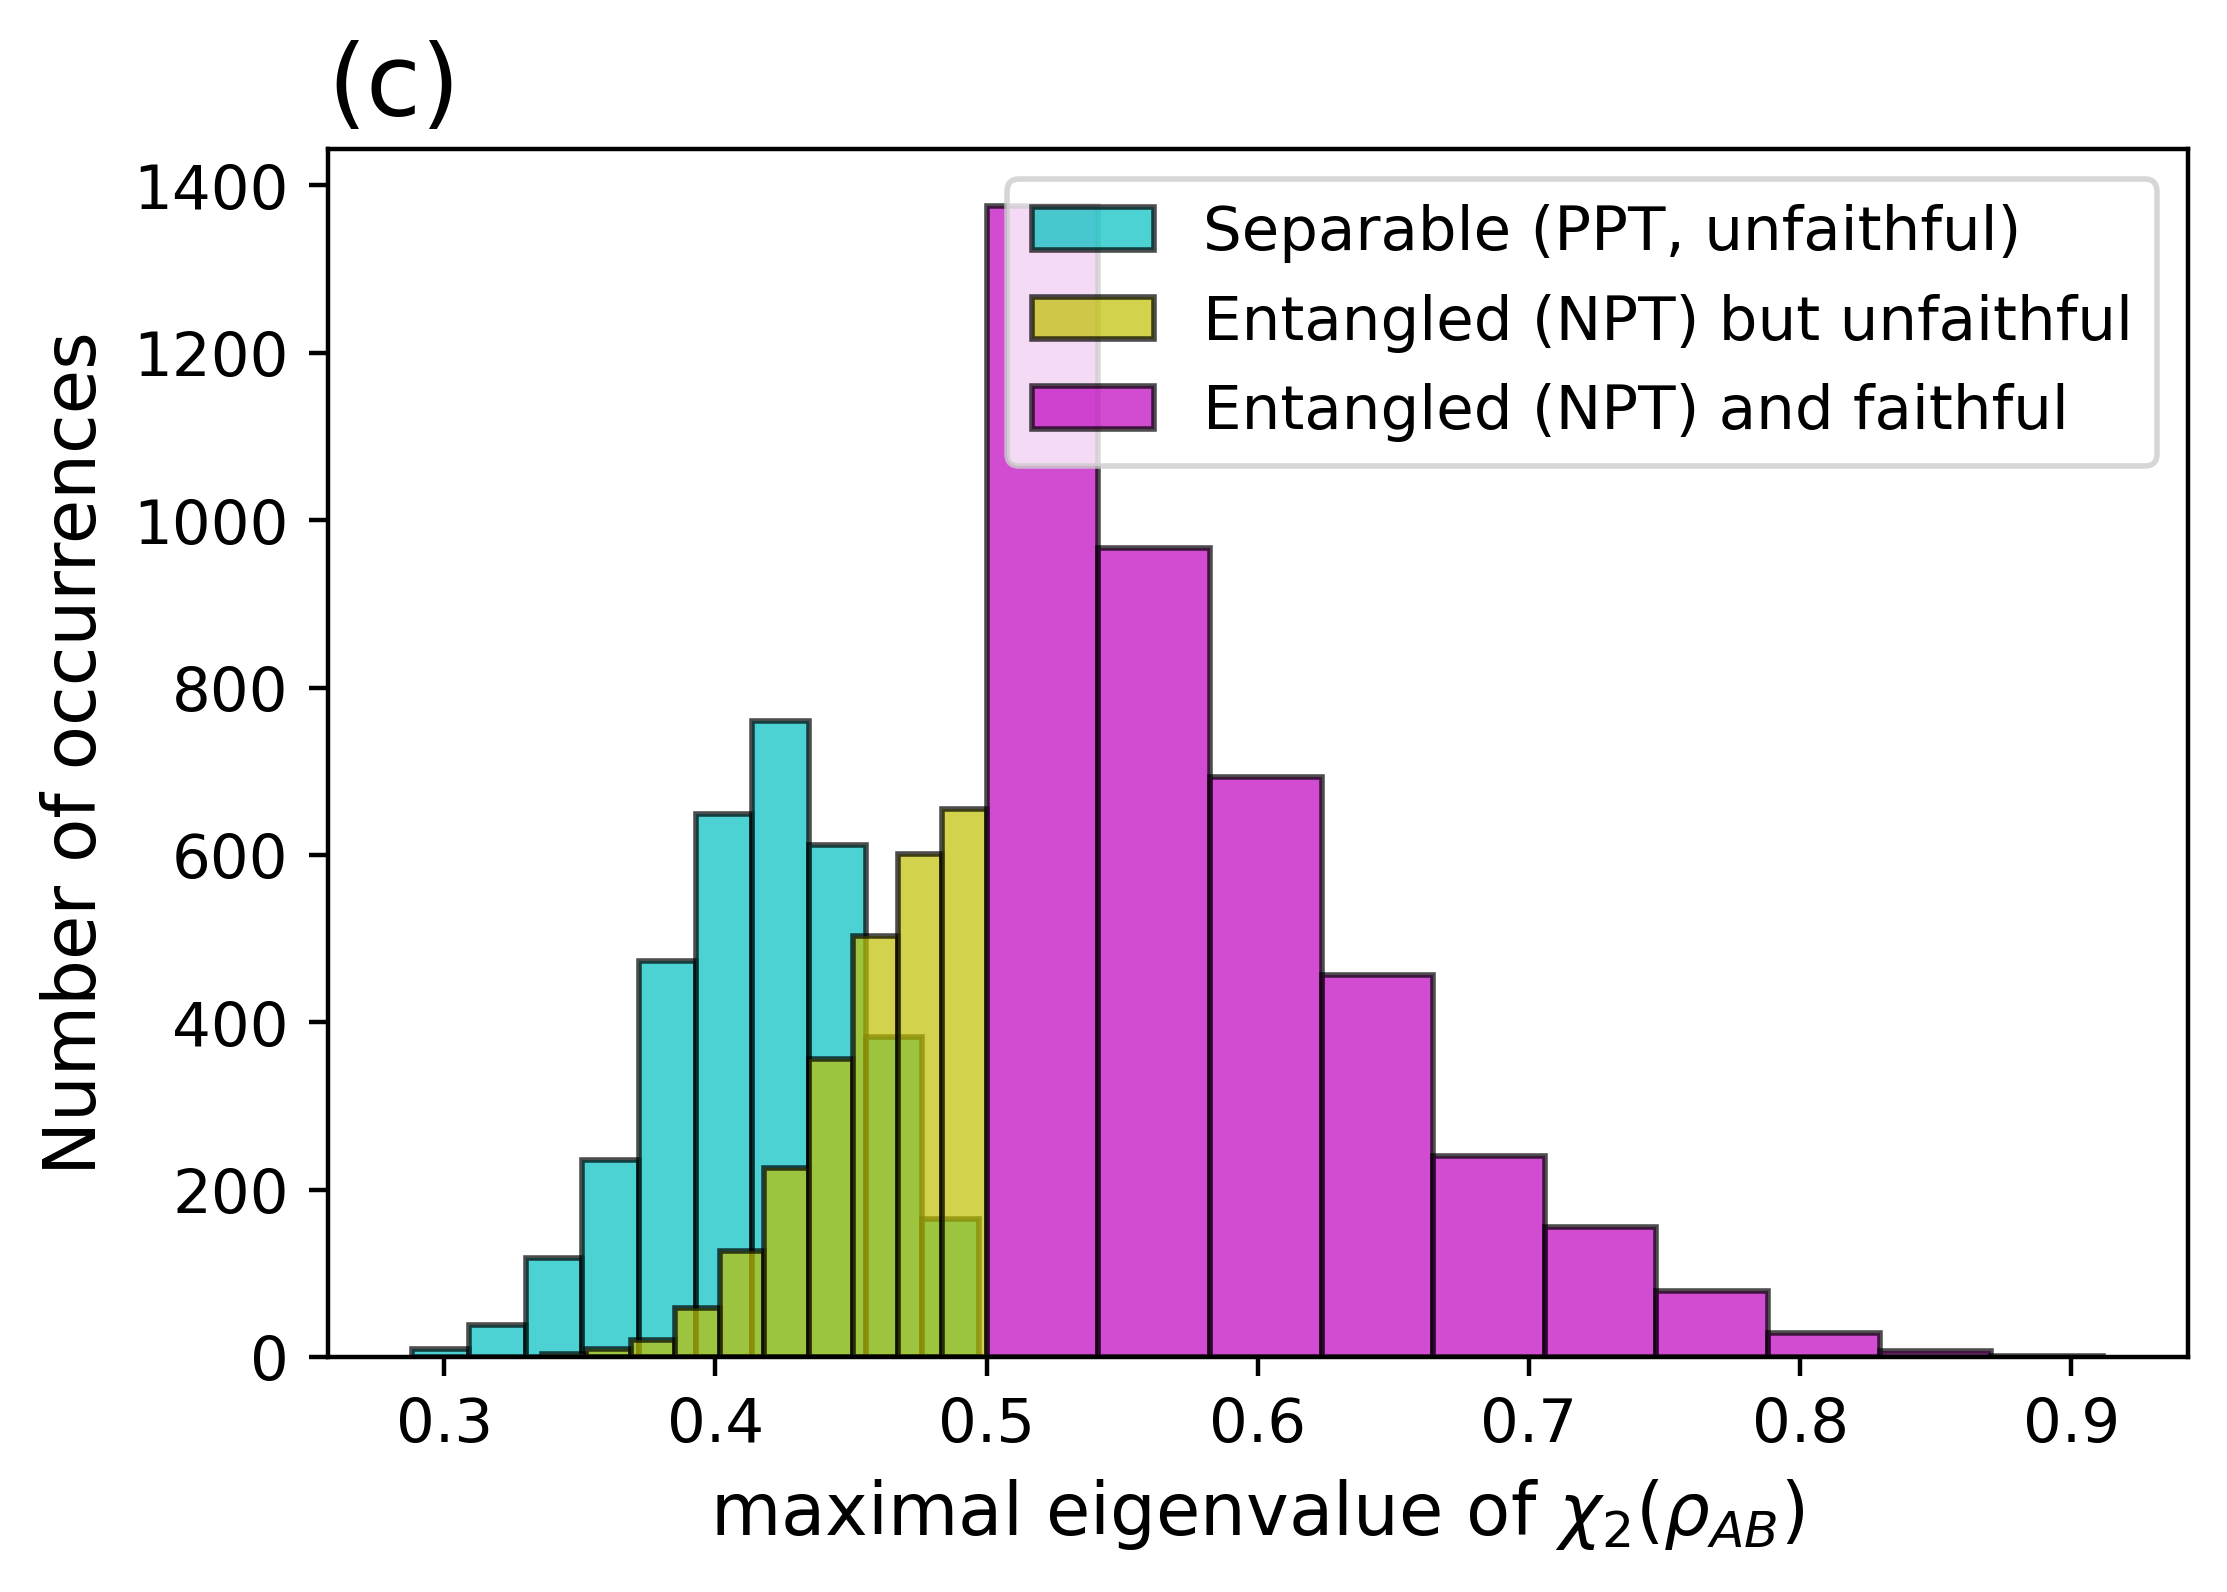 (c)
Number of occurrences
1400
1200
1000
800
600
400
200
0
Separable (PPT, unfaithful)
Entangled (NPT) but unfaithful
Entangled (NPT) and faithful
0.3 0.4 0.5 0.6 0.7 0.8 0.9
maximal eigenvalue of χ₂(ρ_AB)